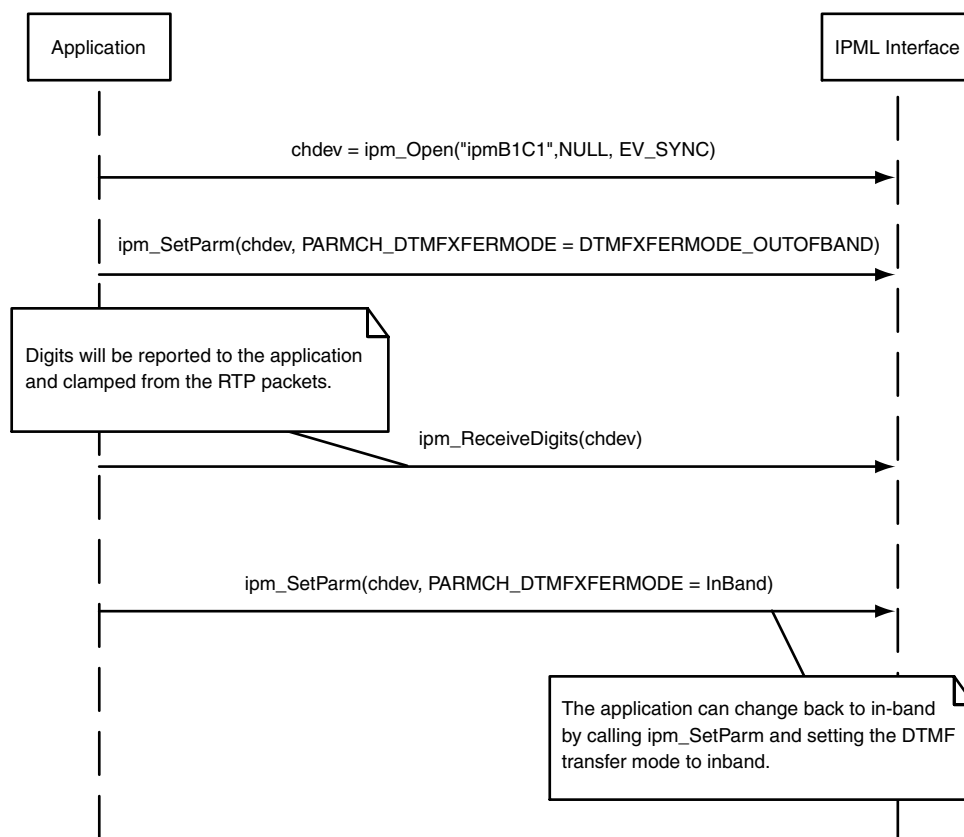 Application
IPML Interface
chdev = ipm_Open("ipmB1C1",NULL, EV_SYNC)
ipm_SetParm(chdev, PARMCH_DTMFXFERMODE = DTMFXFERMODE_OUTOFBAND)
Digits will be reported to the application
and clamped from the RTP packets.
ipm_ReceiveDigits(chdev)
ipm_SetParm(chdev, PARMCH_DTMFXFERMODE = InBand)
The application can change back to in-band
by calling ipm_SetParm and setting the DTMF
transfer mode to inband.